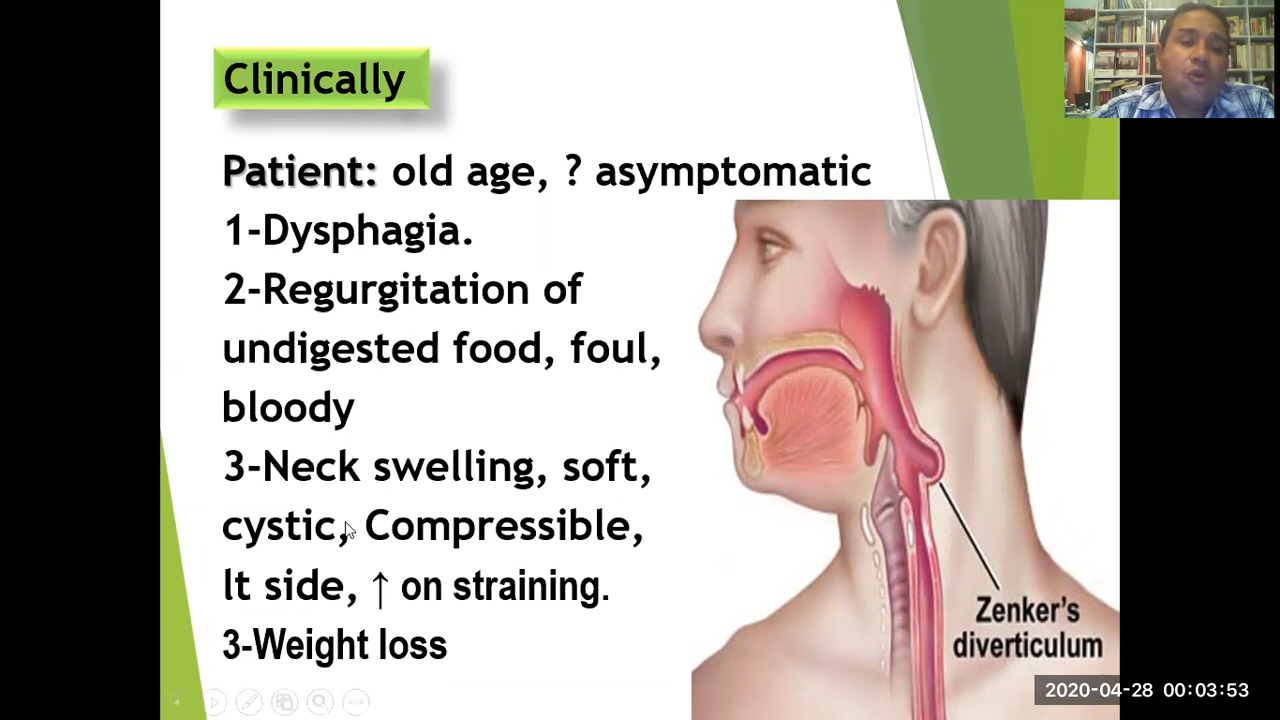 Clinically
Patient: old age, ? asymptomatic
1-Dysphagia.
2-Regurgitation of
undigested food, foul,
bloody
3-Neck swelling, soft,
cystic, Compressible,
lt side, ↑ on straining.
3-Weight loss
Zenker's
diverticulum
2020-04-28 00:03:53